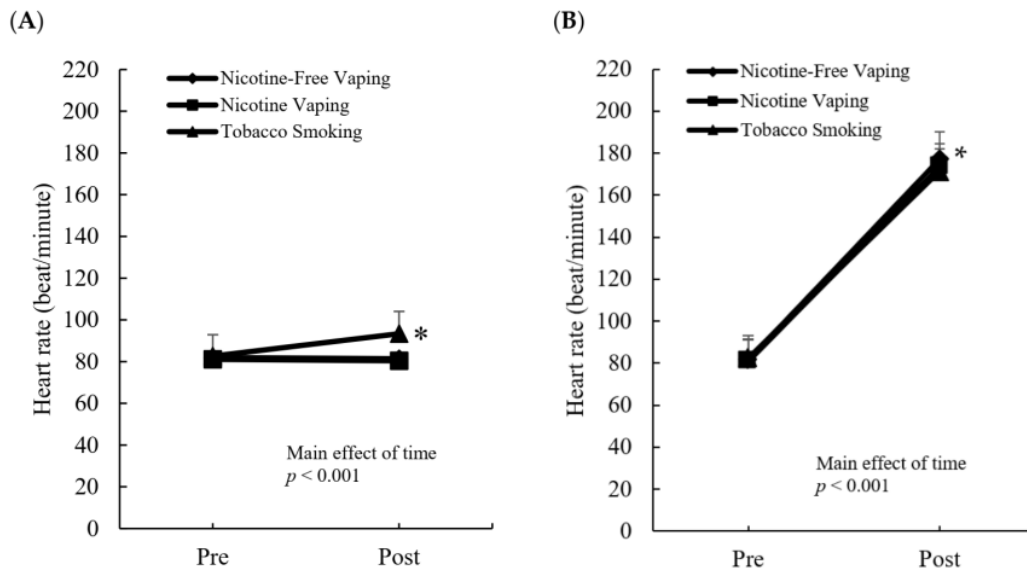 (A)
Heart rate (beat/minute)
220
200
180
160
140
120
100
80
60
40
20
0
Nicotine-Free Vaping
Nicotine Vaping
Tobacco Smoking
*
Main effect of time
p < 0.001
Pre Post
(B)
Heart rate (beat/minute)
220
200
180
160
140
120
100
80
60
40
20
0
Nicotine-Free Vaping
Nicotine Vaping
Tobacco Smoking
*
Main effect of time
p < 0.001
Pre Post